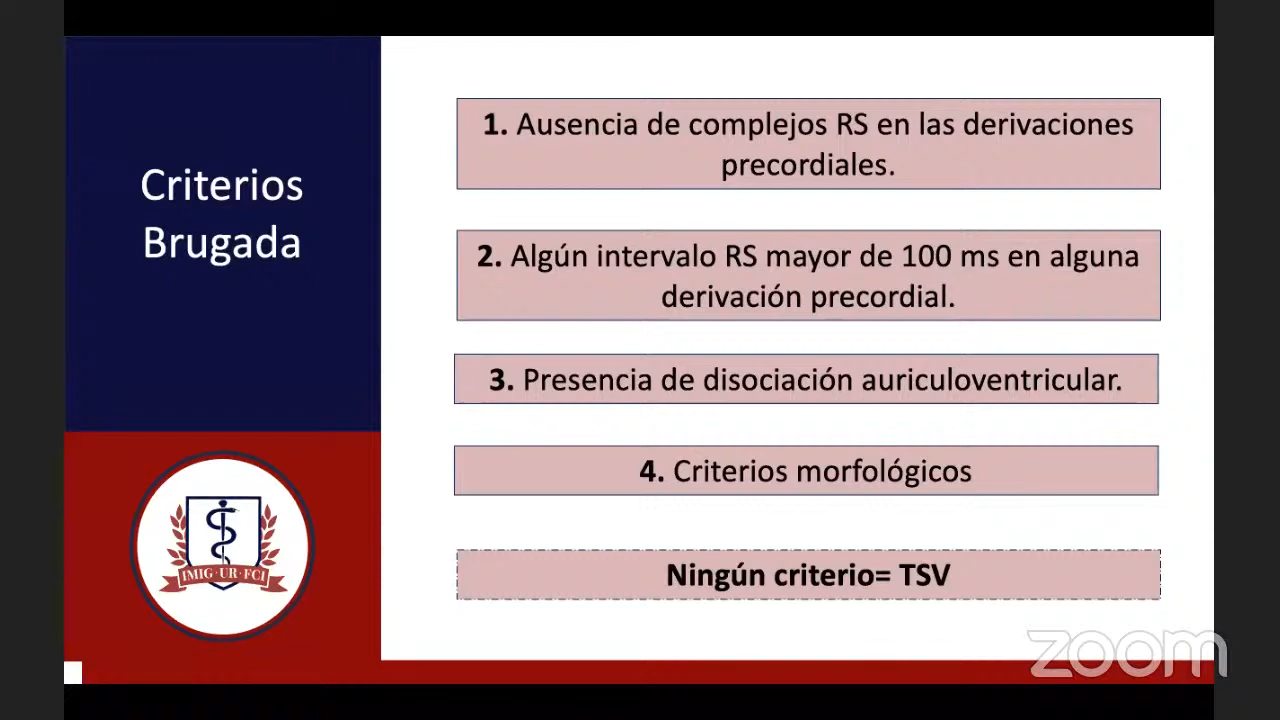 Criterios
Brugada
1. Ausencia de complejos RS en las derivaciones
precordiales.
2. Algún intervalo RS mayor de 100 ms en alguna
derivación precordial.
3. Presencia de disociación auriculoventricular.
4. Criterios morfológicos
Ningún criterio= TSV
IMIG·UR·FCI
zoom